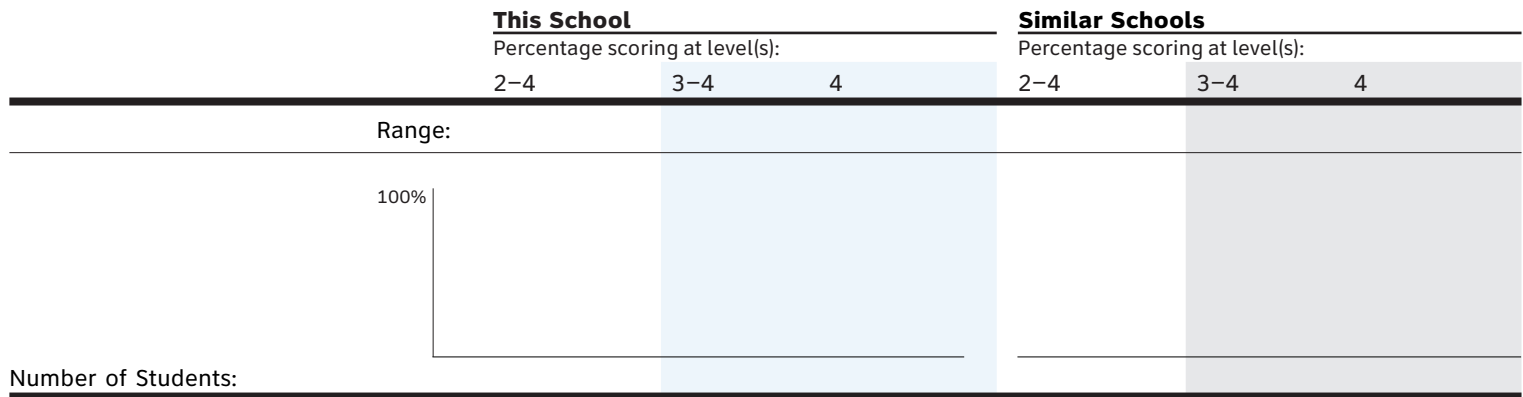 This School Similar Schools
Percentage scoring at level(s): Percentage scoring at level(s):
2–4 3–4 4 2–4 3–4 4
Range:
100%
Number of Students: